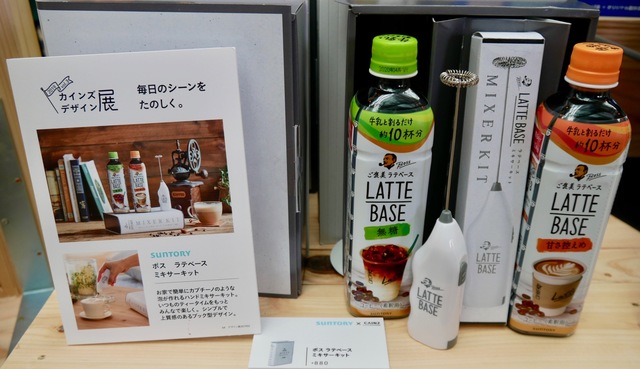 カインズ
デザイン展
毎日のシーンを
たのしく。
MIXER KIT
SUNTORY
ボス ラテベース
ミキサーキット
お家で簡単にカプチーノのような
泡が作れるハンドミキサーキット。
いつものティータイムをもっと
みんなで楽しく。シンプルで
上質感のあるブック型デザイン。
牛乳と割るだけ
約10杯分
Boss
ご褒美ラテベース
LATTE
BASE
無糖
LATTE BASE
MIXER KIT
LATTE
BASE
LATTE
BASE
牛乳と割るだけ
約10杯分
Boss
ご褒美ラテベース
LATTE
BASE
甘さ控えめ
SUNTORY × CAINZ
ボス ラテベース
ミキサーキット
¥880